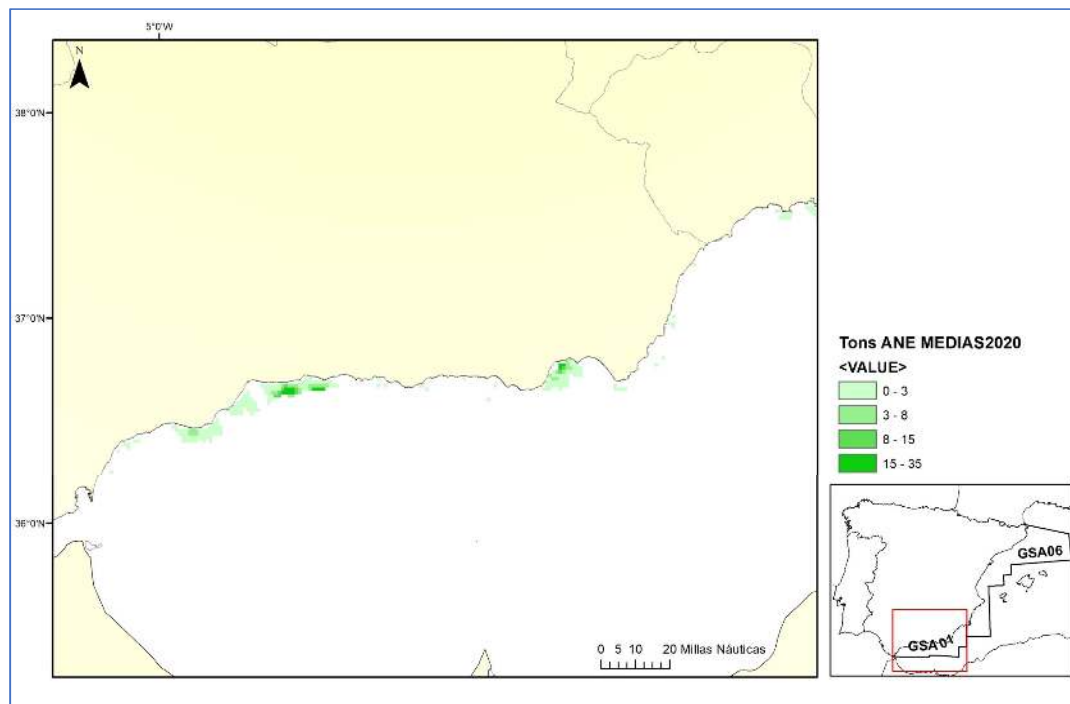 5°0'W
N
38°0'N
37°0'N
36°0'N
0 5 10 20 Millas Náuticas
Tons ANE MEDIAS2020
<VALUE>
0 - 3
3 - 8
8 - 15
15 - 35
GSA06
GSA01